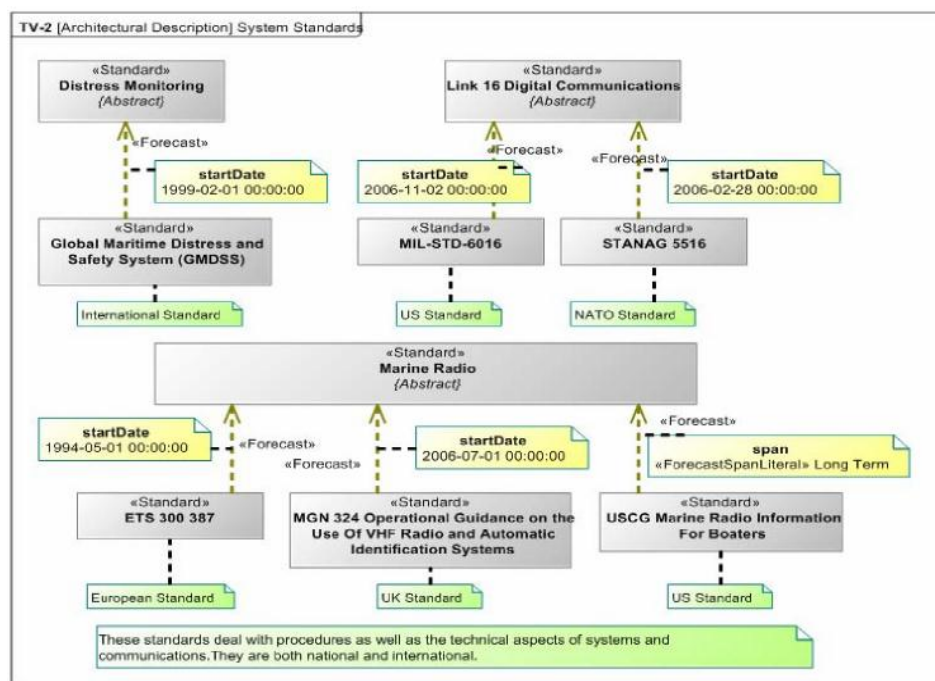 TV-2 [Architectural Description] System Standards
«Standard»
Distress Monitoring
{Abstract}
«Standard»
Link 16 Digital Communications
{Abstract}
«Forecast»
«Forecast»
«Forecast»
startDate
1999-02-01 00:00:00
startDate
2006-11-02 00:00:00
startDate
2006-02-28 00:00:00
«Standard»
Global Maritime Distress and
Safety System (GMDSS)
«Standard»
MIL-STD-6016
«Standard»
STANAG 5516
International Standard
US Standard
NATO Standard
«Standard»
Marine Radio
{Abstract}
startDate
1994-05-01 00:00:00
«Forecast»
«Forecast»
startDate
2006-07-01 00:00:00
«Forecast»
span
«ForecastSpanLiteral» Long Term
«Standard»
ETS 300 387
«Standard»
MGN 324 Operational Guidance on the
Use Of VHF Radio and Automatic
Identification Systems
«Standard»
USCG Marine Radio Information
For Boaters
European Standard
UK Standard
US Standard
These standards deal with procedures as well as the technical aspects of systems and
communications.They are both national and international.